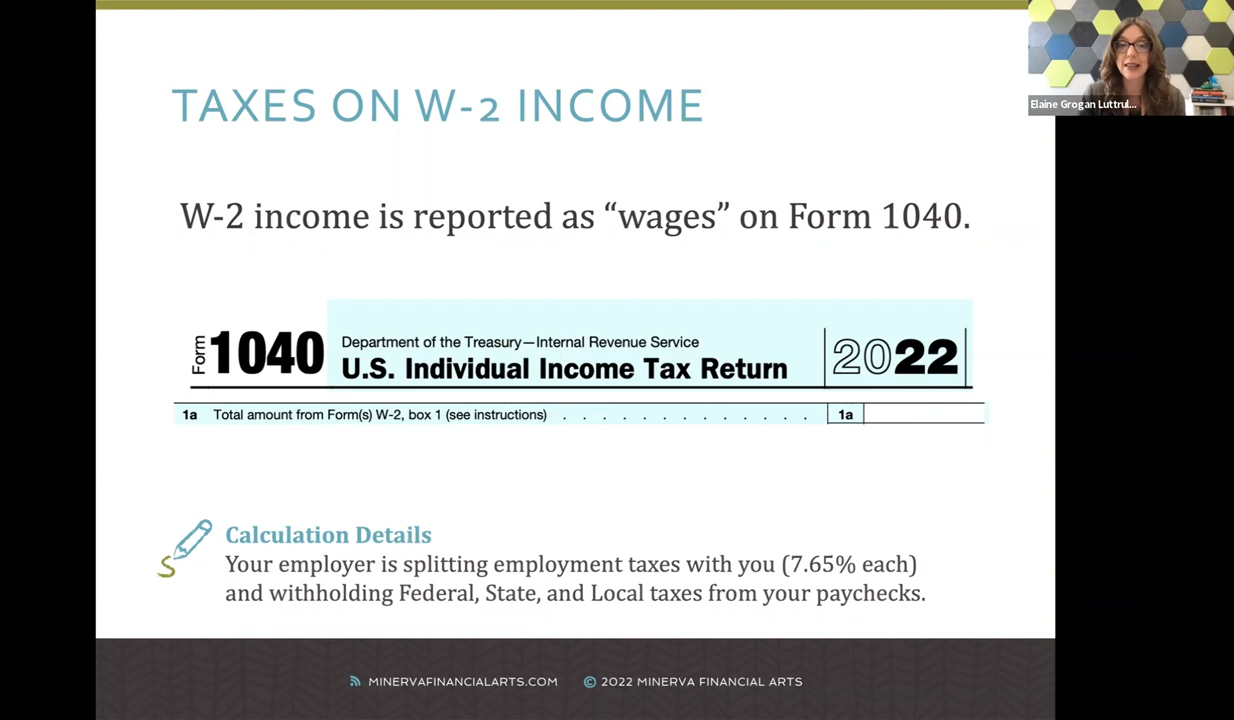 TAXES ON W-2 INCOME
Elaine Grogan Luttrul...
W-2 income is reported as “wages” on Form 1040.
Form 1040
Department of the Treasury—Internal Revenue Service
U.S. Individual Income Tax Return
2022
1a Total amount from Form(s) W-2, box 1 (see instructions) . . . . . . . . . . . . . 1a
Calculation Details
Your employer is splitting employment taxes with you (7.65% each)
and withholding Federal, State, and Local taxes from your paychecks.
MINERVAFINANCIALARTS.COM © 2022 MINERVA FINANCIAL ARTS